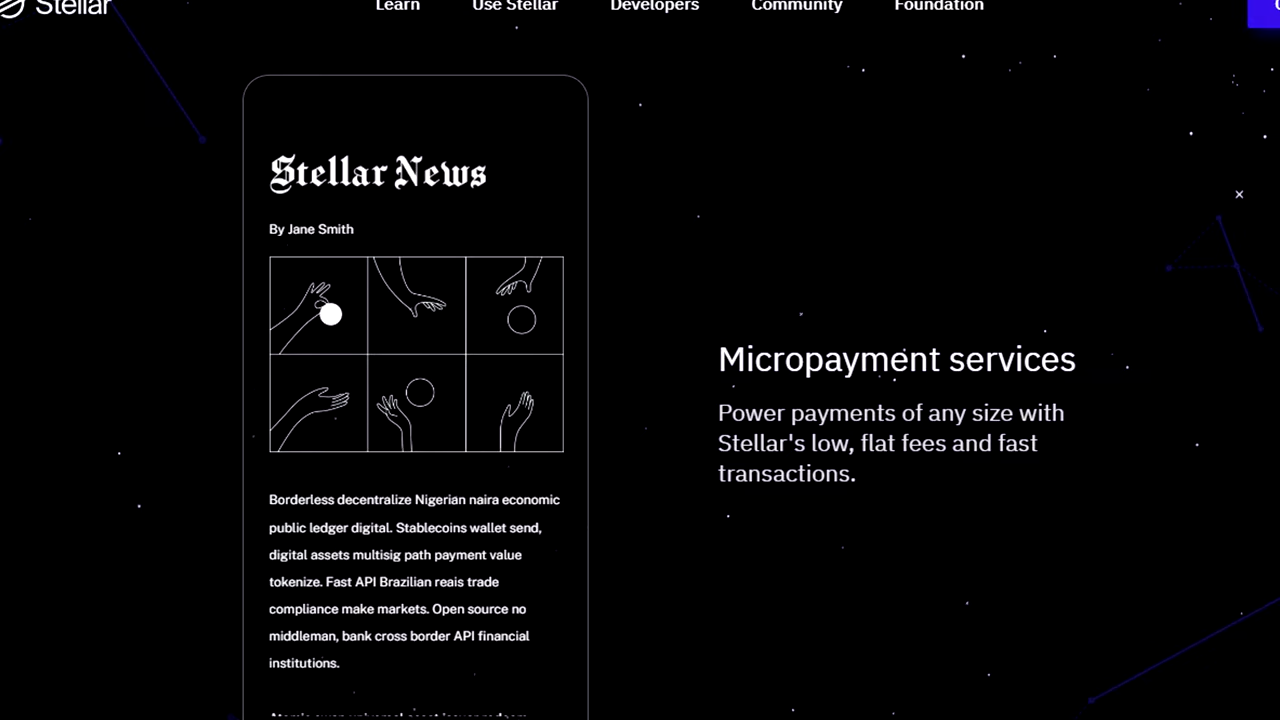 Stellar
Learn
Use Stellar
Developers
Community
Foundation
Stellar News
By Jane Smith
Borderless decentralize Nigerian naira economic
public ledger digital. Stablecoins wallet send,
digital assets multisig path payment value
tokenize. Fast API Brazilian reais trade
compliance make markets. Open source no
middleman, bank cross border API financial
institutions.
Micropayment services
Power payments of any size with
Stellar's low, flat fees and fast
transactions.